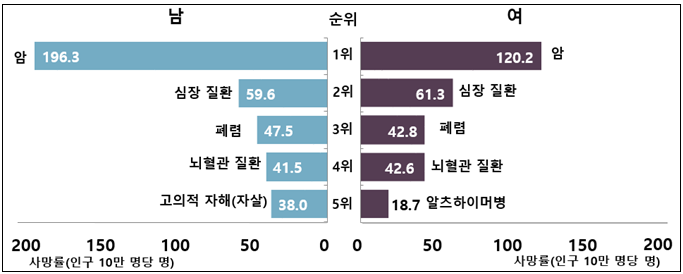 남 순위 여
암 196.3 1위 120.2 암
심장 질환 59.6 2위 61.3 심장 질환
폐렴 47.5 3위 42.8 폐렴
뇌혈관 질환 41.5 4위 42.6 뇌혈관 질환
고의적 자해(자살) 38.0 5위 18.7 알츠하이머병
200 150 100 50 0 0 50 100 150 200
사망률(인구 10만 명당 명) 사망률(인구 10만 명당 명)